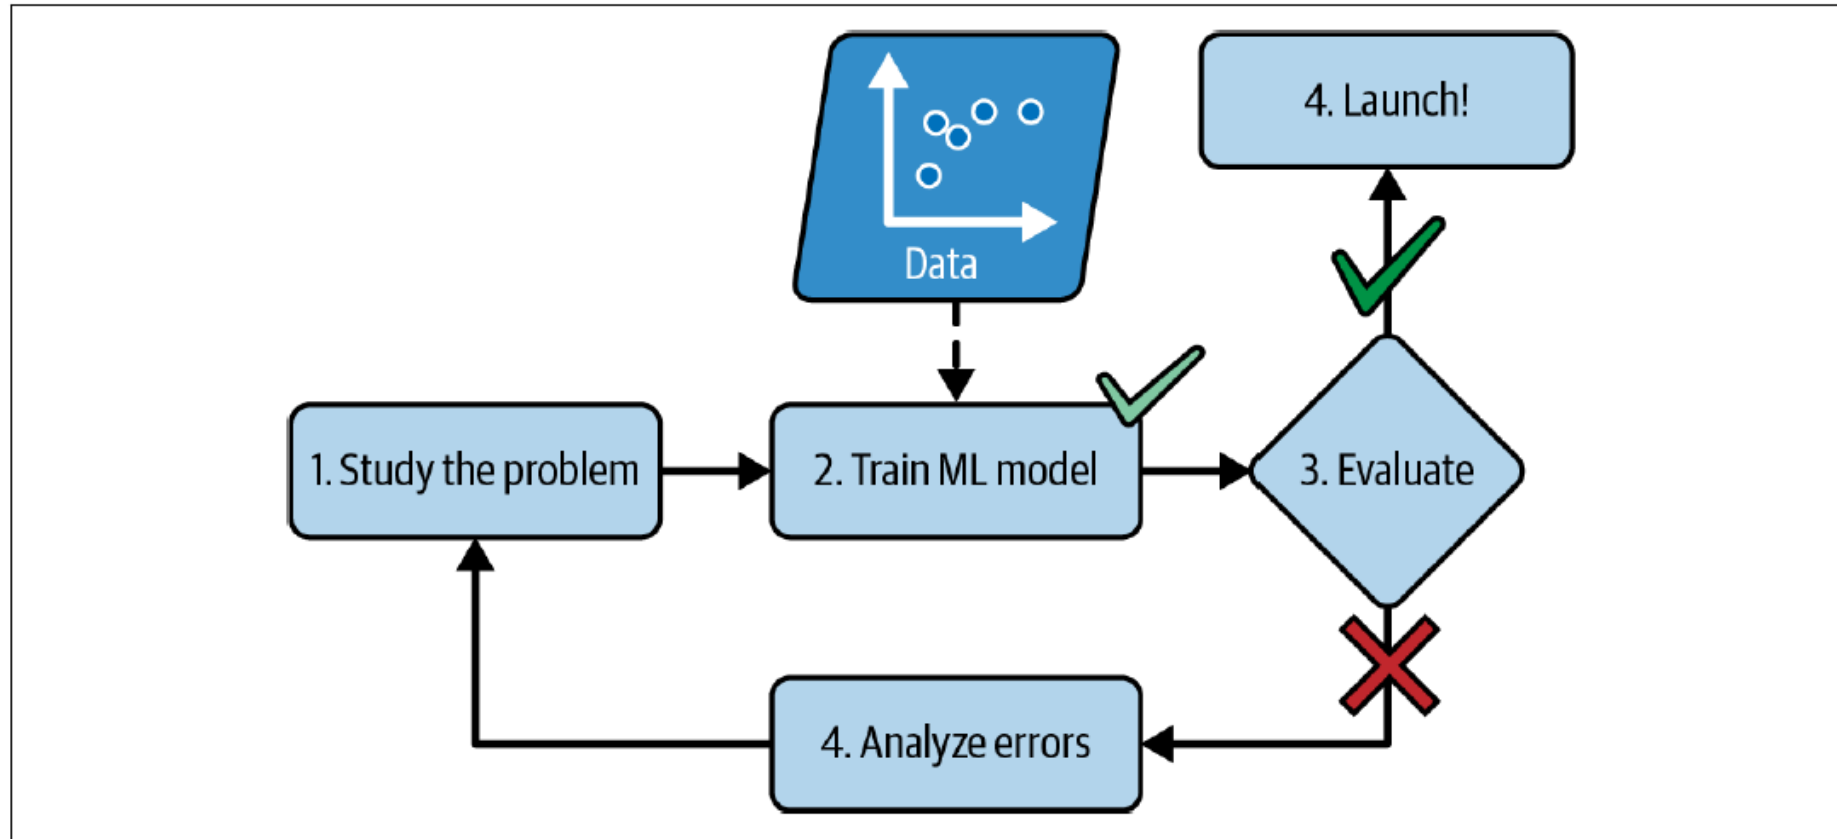 Data
4. Launch!
1. Study the problem
2. Train ML model
3. Evaluate
4. Analyze errors